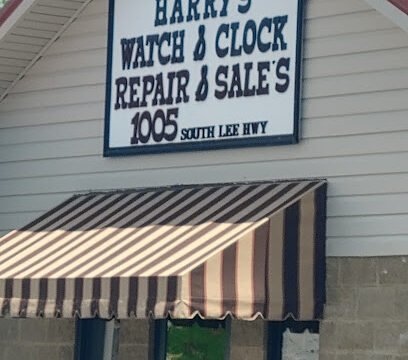 HARRY'S
WATCH & CLOCK
REPAIR & SALE'S
1005 SOUTH LEE HWY